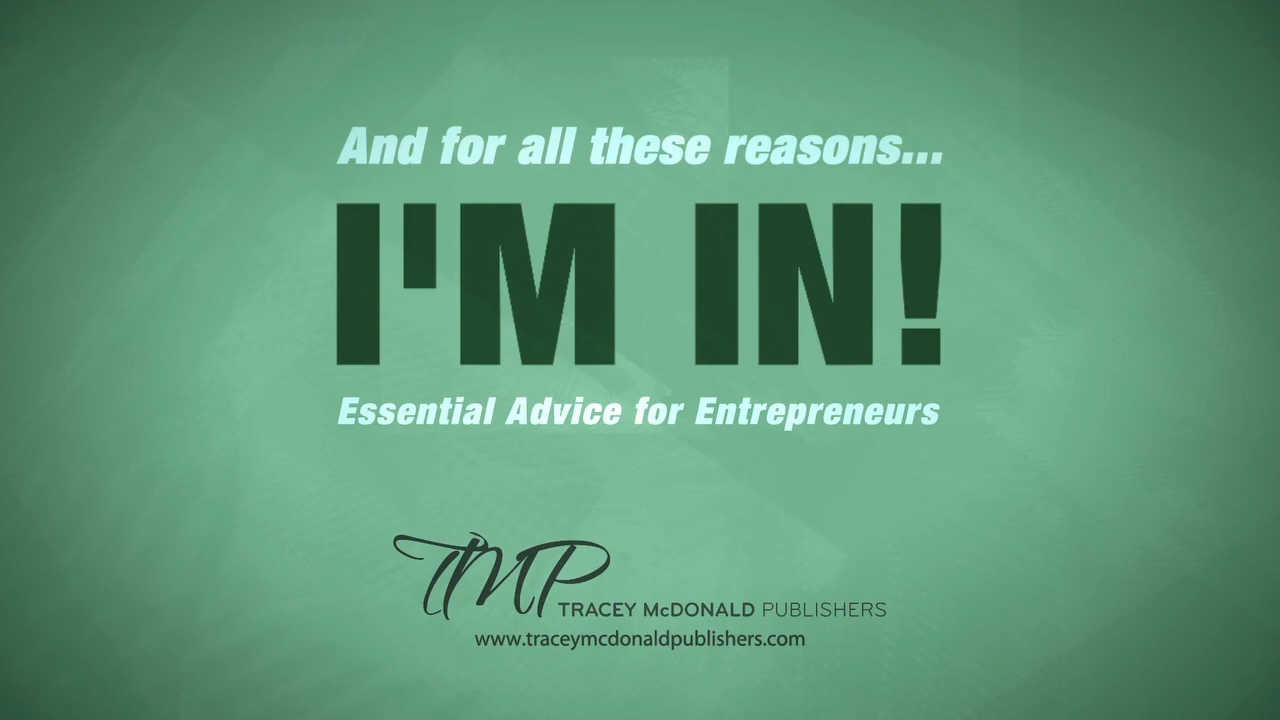 And for all these reasons...
I'M IN!
Essential Advice for Entrepreneurs
TMP
TRACEY McDONALD PUBLISHERS
www.traceymcdonaldpublishers.com